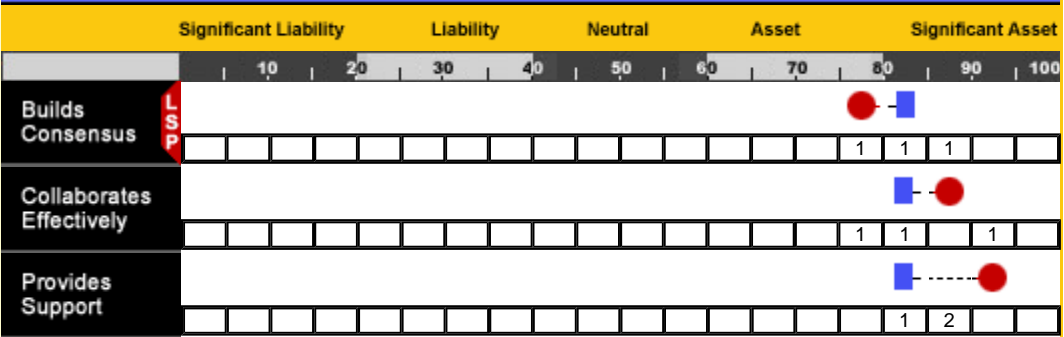 Significant Liability Liability Neutral Asset Significant Asset
10 20 30 40 50 60 70 80 90 100
Builds
Consensus
LSP
1 1 1
Collaborates
Effectively
1 1 1
Provides
Support
1 2